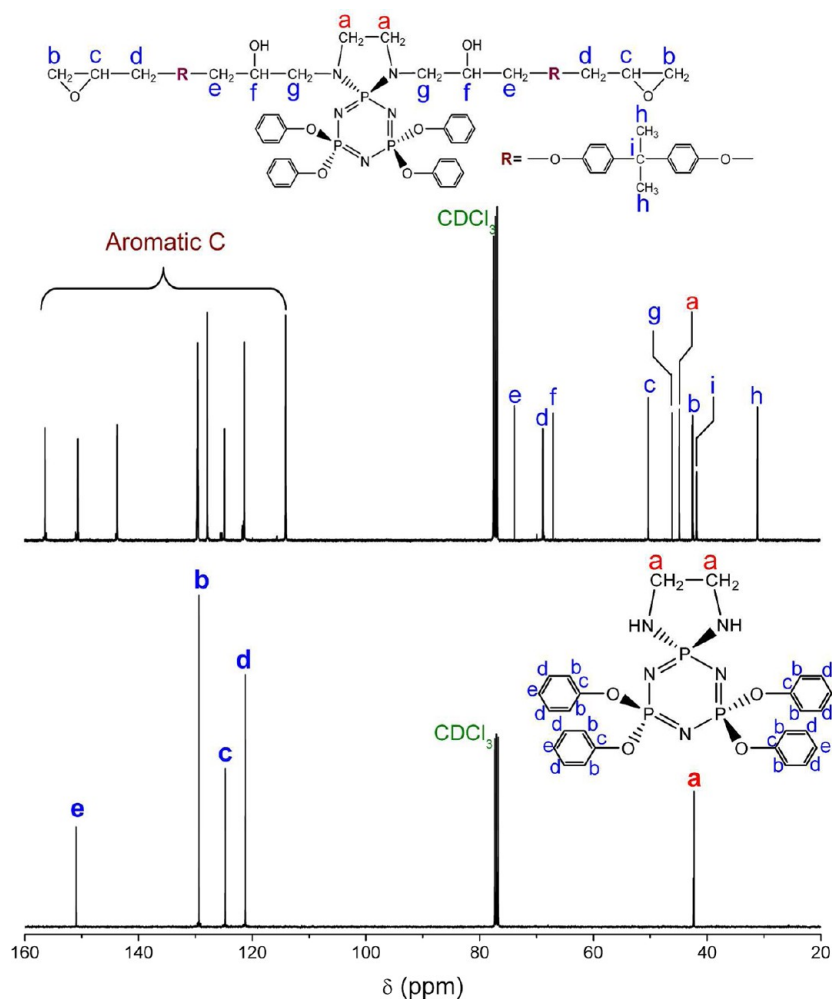 a a
b c d OH OH d c b
CH₂ CH CH₂ R CH₂ CH CH₂ N N CH₂ CH CH₂ R CH₂ CH CH₂
O e f g P g f e O
N N
O P P O
O N O
h
CH₃
R= O i O
CH₃
h
CDCl₃
Aromatic C
g a
e d f c b i h
a a
CH₂ CH₂
HN NH
P
N N
d b b d
e c O P P O c e
d b N b d
d b b d
e c O O c e
d b b d
CDCl₃
b
d
c
e
a
160 140 120 100 80 60 40 20
δ (ppm)